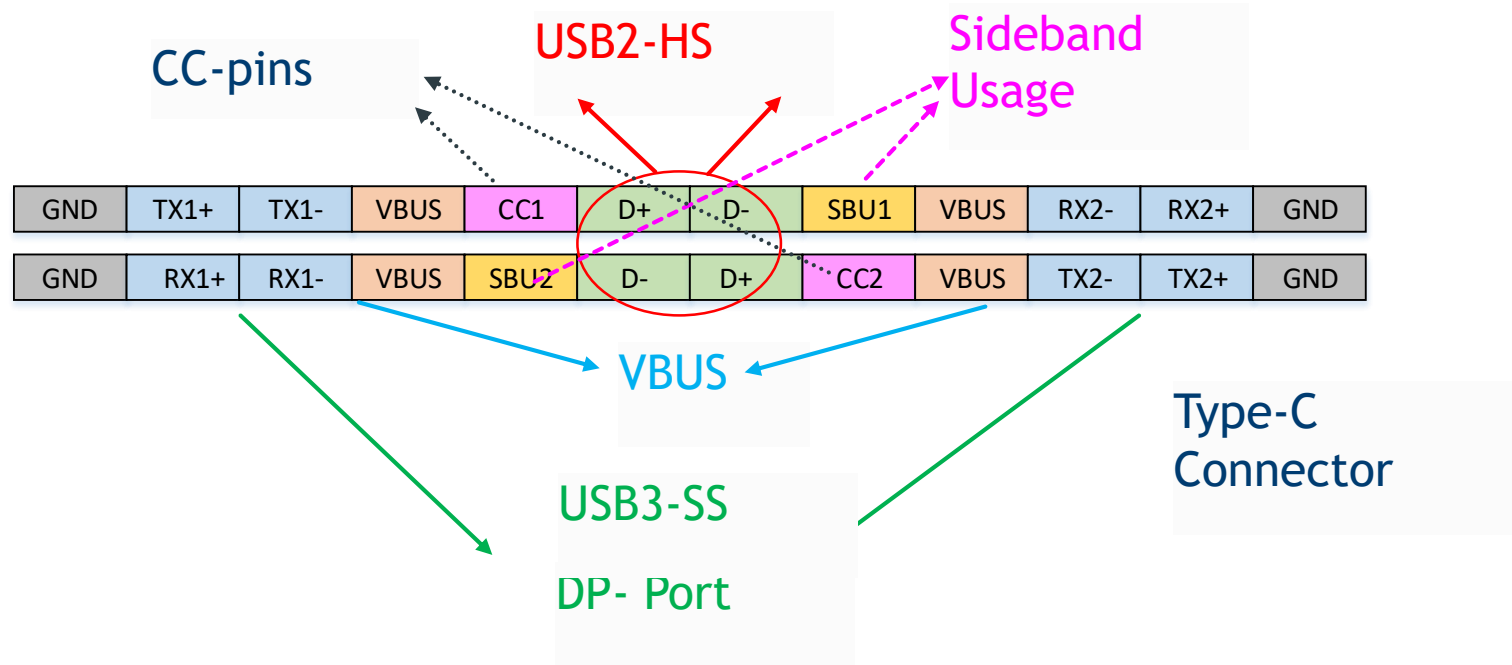 CC-pins
USB2-HS
Sideband
Usage
GND TX1+ TX1- VBUS CC1 D+ D- SBU1 VBUS RX2- RX2+ GND
GND RX1+ RX1- VBUS SBU2 D- D+ CC2 VBUS TX2- TX2+ GND
VBUS
Type-C
Connector
USB3-SS
DP- Port